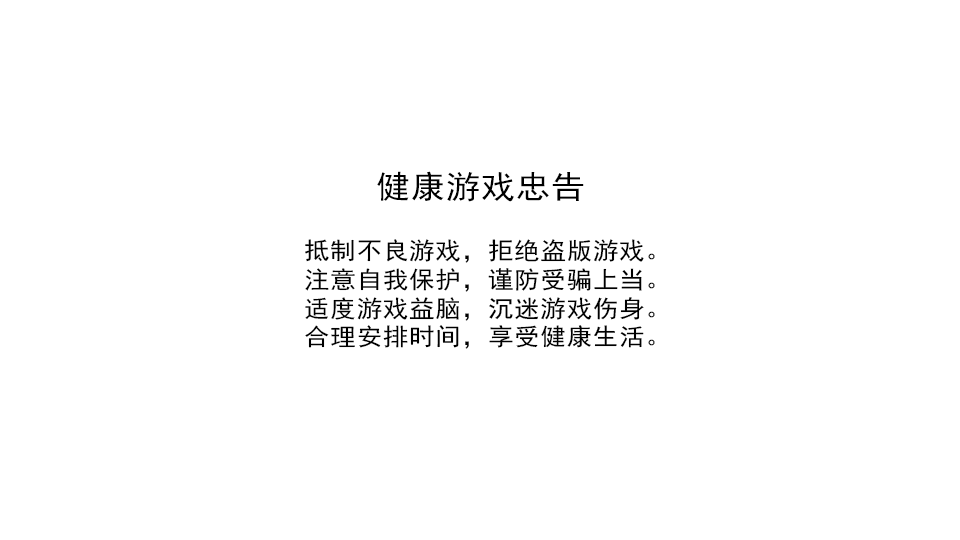 健康游戏忠告
抵制不良游戏，拒绝盗版游戏。
注意自我保护，谨防受骗上当。
适度游戏益脑，沉迷游戏伤身。
合理安排时间，享受健康生活。